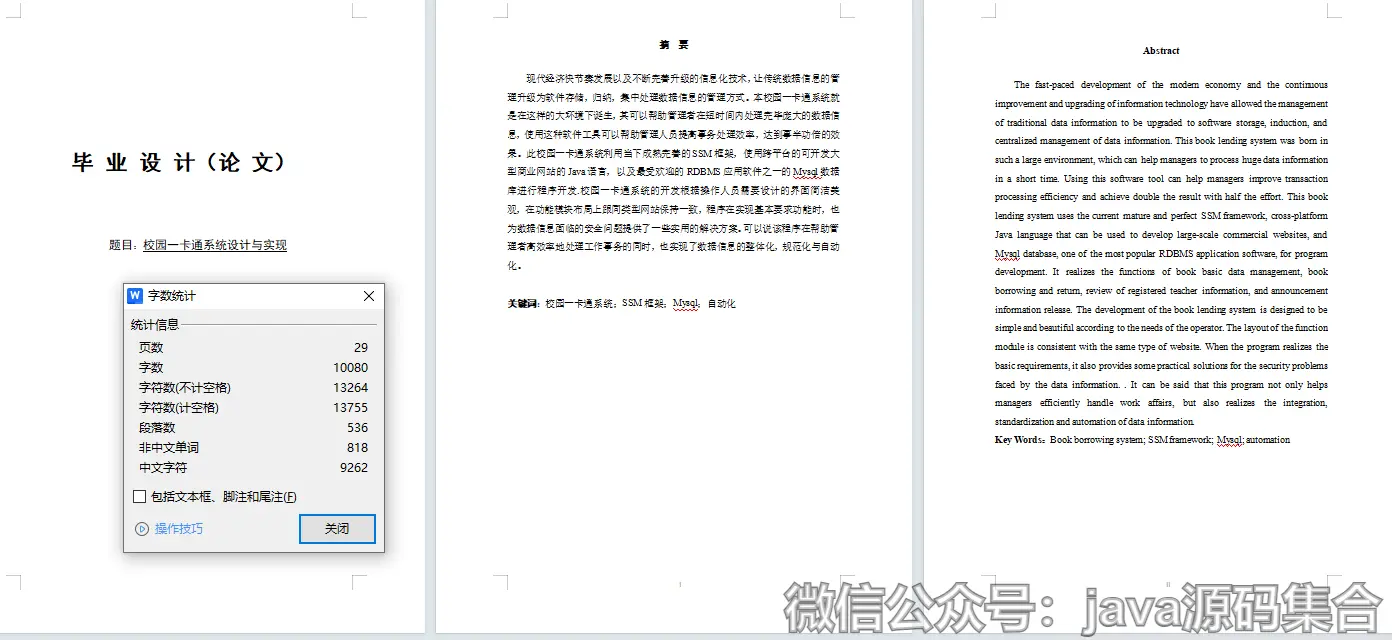 毕 业 设 计（论 文）
题目：校园一卡通系统设计与实现
字数统计
统计信息
页数 29
字数 10080
字符数(不计空格) 13264
字符数(计空格) 13755
段落数 536
非中文单词 818
中文字符 9262
包括文本框、脚注和尾注(F)
操作技巧
关闭
摘 要
现代经济快节奏发展以及不断完善升级的信息化技术，让传统数据信息的管
理升级为软件存储，归纳，集中处理数据信息的管理方式。本校园一卡通系统就
是在这样的大环境下诞生，其可以帮助管理者在短时间内处理完毕庞大的数据信
息，使用这种软件工具可以帮助管理人员提高事务处理效率，达到事半功倍的效
果。此校园一卡通系统利用当下成熟完善的SSM框架，使用跨平台的可开发大
型商业网站的Java语言，以及最受欢迎的RDBMS应用软件之一的Mysql数据
库进行程序开发.校园一卡通系统的开发根据操作人员需要设计的界面简洁美
观，在功能模块布局上跟同类型网站保持一致，程序在实现基本要求功能时，也
为数据信息面临的安全问题提供了一些实用的解决方案。可以说该程序在帮助管
理者高效率地处理工作事务的同时，也实现了数据信息的整体化，规范化与自动
化。
关键词：校园一卡通系统；SSM框架；Mysql；自动化
1
Abstract
The fast-paced development of the modern economy and the continuous
improvement and upgrading of information technology have allowed the management
of traditional data information to be upgraded to software storage, induction, and
centralized management of data information. This book lending system was born in
such a large environment, which can help managers to process huge data information
in a short time. Using this software tool can help managers improve transaction
processing efficiency and achieve double the result with half the effort. This book
lending system uses the current mature and perfect SSM framework, cross-platform
Java language that can be used to develop large-scale commercial websites, and
Mysql database, one of the most popular RDBMS application software, for program
development. It realizes the functions of book basic data management, book
borrowing and return, review of registered teacher information, and announcement
information release. The development of the book lending system is designed to be
simple and beautiful according to the needs of the operator. The layout of the function
module is consistent with the same type of website. When the program realizes the
basic requirements, it also provides some practical solutions for the security problems
faced by the data information. . It can be said that this program not only helps
managers efficiently handle work affairs, but also realizes the integration,
standardization and automation of data information.
Key Words：Book borrowing system; SSM framework; Mysql; automation
微信公众号：java源码集合